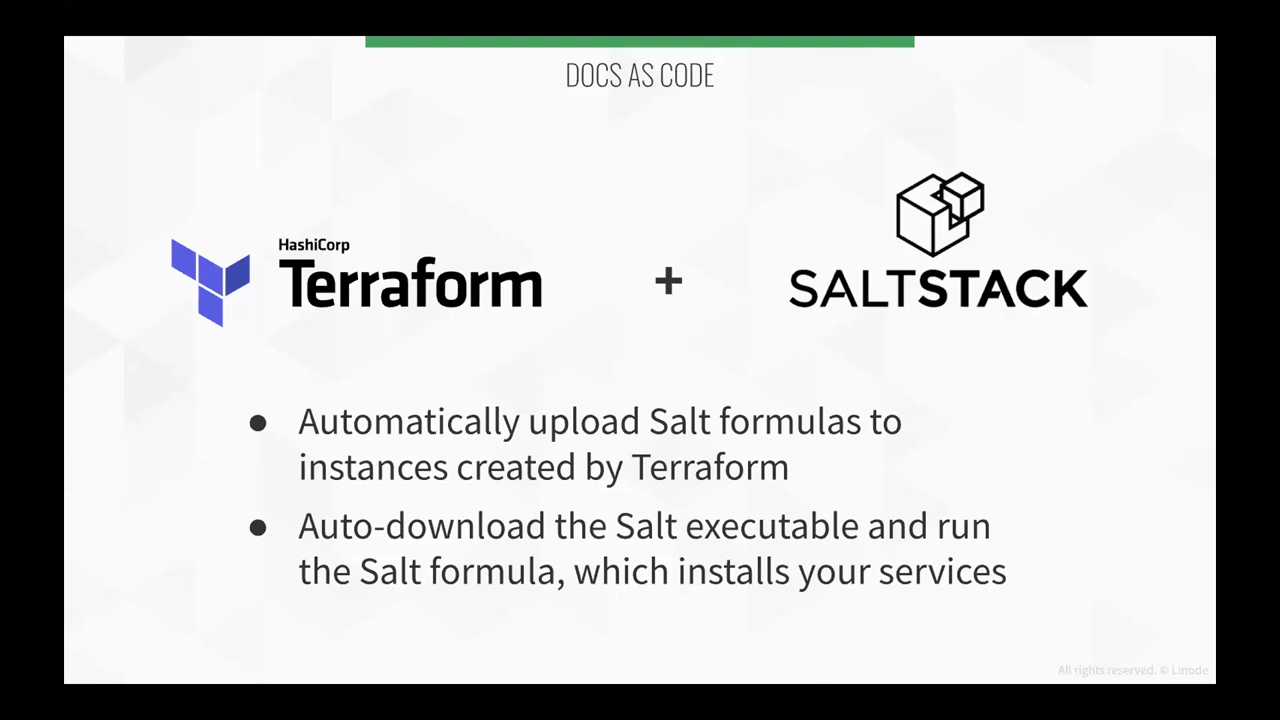 DOCS AS CODE
HashiCorp
Terraform
+
SALTSTACK
● Automatically upload Salt formulas to
instances created by Terraform
● Auto-download the Salt executable and run
the Salt formula, which installs your services
All rights reserved. © Linode